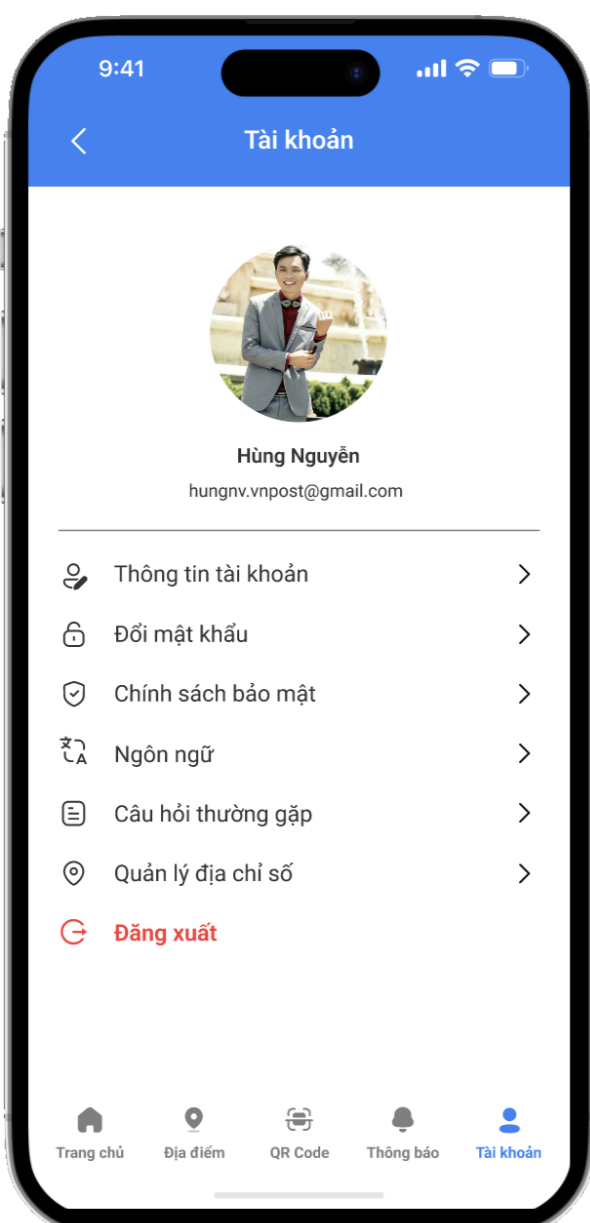 9:41
Tài khoản
Hùng Nguyễn
hungnv.vnpost@gmail.com
Thông tin tài khoản
Đổi mật khẩu
Chính sách bảo mật
Ngôn ngữ
Câu hỏi thường gặp
Quản lý địa chỉ số
Đăng xuất
Trang chủ Địa điểm QR Code Thông báo Tài khoản